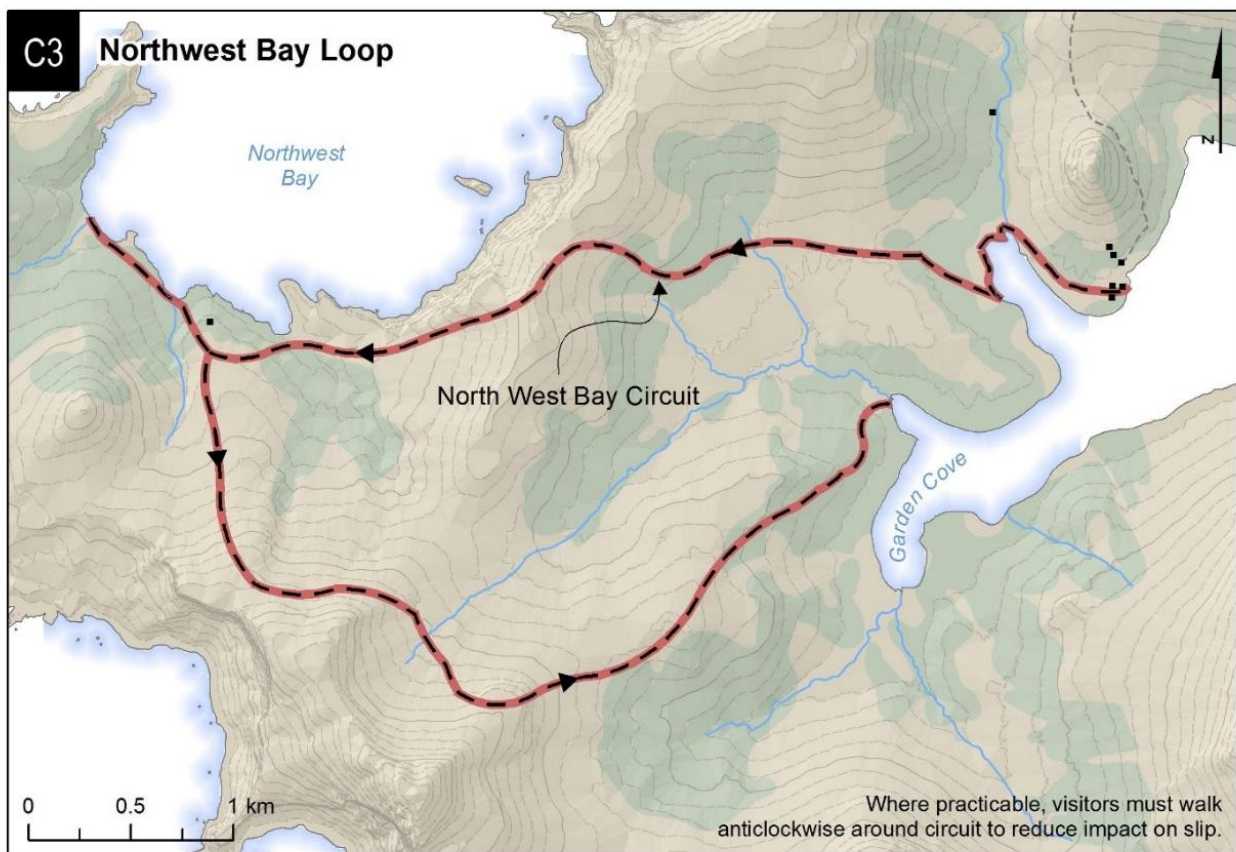 C3
Northwest Bay Loop
Northwest
Bay
N
North West Bay Circuit
Garden Cove
0 0.5 1 km
Where practicable, visitors must walk
anticlockwise around circuit to reduce impact on slip.